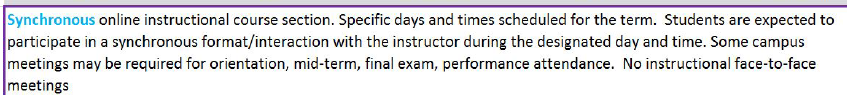 Synchronous online instructional course section. Specific days and times scheduled for the term.  Students are expected to
participate in a synchronous format/interaction with the instructor during the designated day and time. Some campus
meetings may be required for orientation, mid-term, final exam, performance attendance.  No instructional face-to-face
meetings